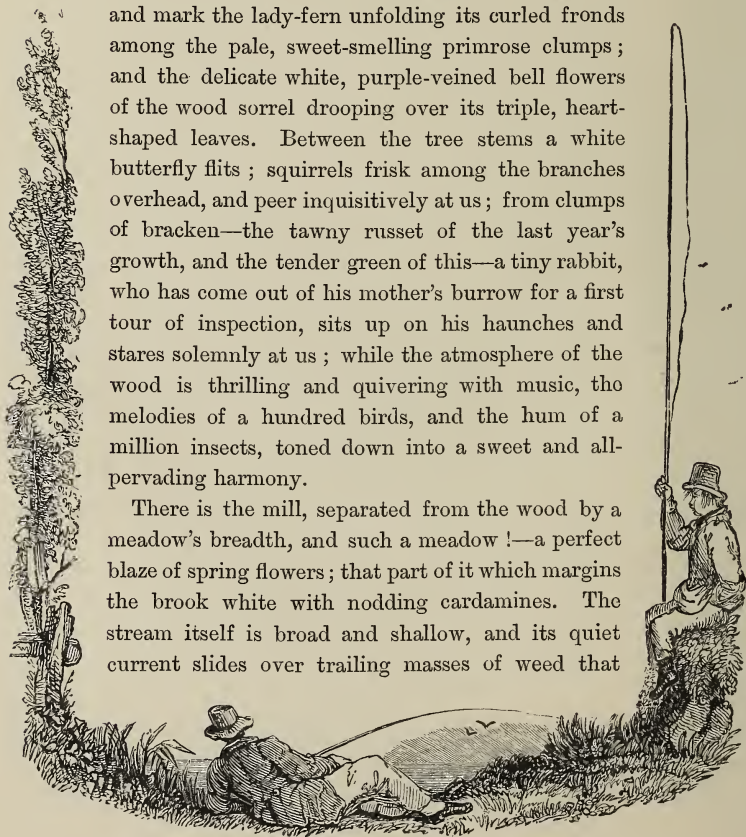 and mark the lady-fern unfolding its curled fronds
among the pale, sweet-smelling primrose clumps ;
and the delicate white, purple-veined bell flowers
of the wood sorrel drooping over its triple, heart-
shaped leaves. Between the tree stems a white
butterfly flits ; squirrels frisk among the branches
overhead, and peer inquisitively at us ; from clumps
of bracken—the tawny russet of the last year's
growth, and the tender green of this—a tiny rabbit,
who has come out of his mother's burrow for a first
tour of inspection, sits up on his haunches and
stares solemnly at us ; while the atmosphere of the
wood is thrilling and quivering with music, the
melodies of a hundred birds, and the hum of a
million insects, toned down into a sweet and all-
pervading harmony.
There is the mill, separated from the wood by a
meadow's breadth, and such a meadow !—a perfect
blaze of spring flowers ; that part of it which margins
the brook white with nodding cardamines. The
stream itself is broad and shallow, and its quiet
current slides over trailing masses of weed that